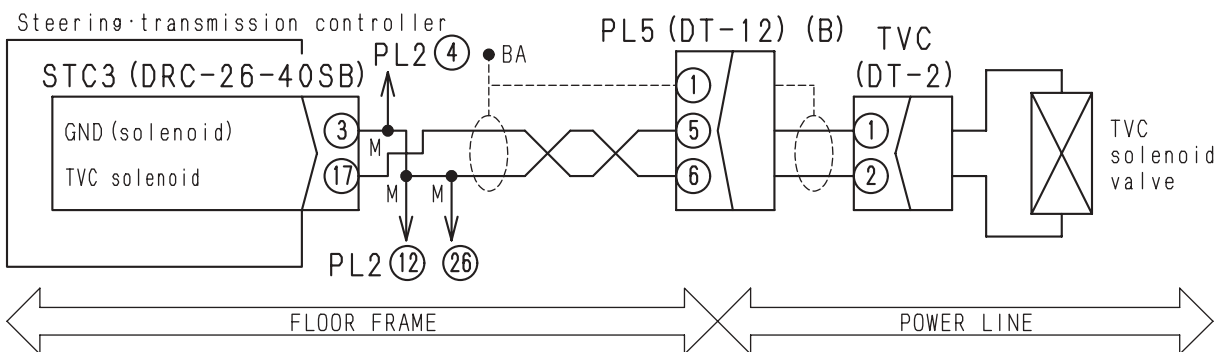 Steering·transmission controller
STC3 (DRC-26-40SB)
GND (solenoid)
TVC solenoid
3
17
M
M
M
PL2 4
PL2 12
26
BA
PL5 (DT-12) (B)
1
5
6
TVC
(DT-2)
1
2
TVC
solenoid
valve
FLOOR FRAME
POWER LINE